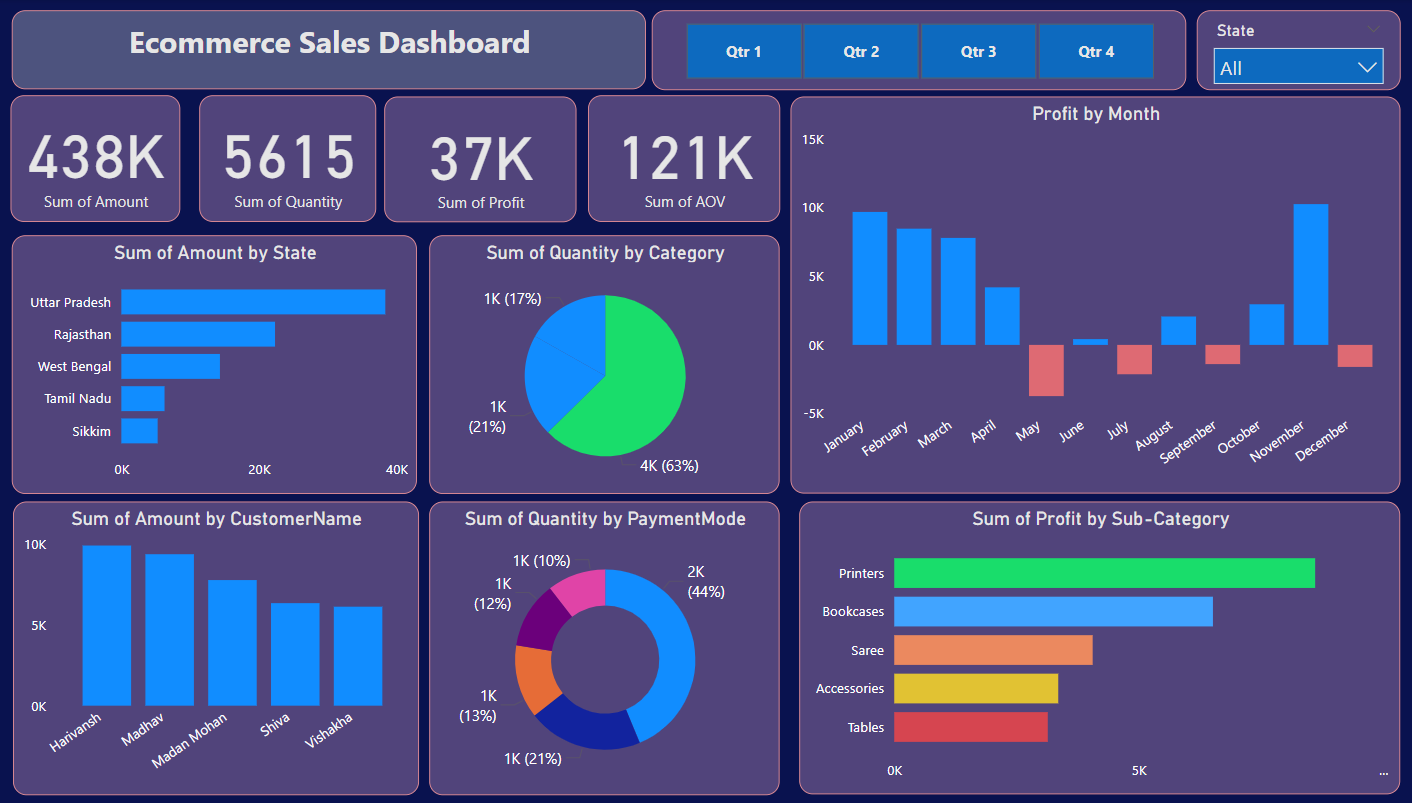 Ecommerce Sales Dashboard
Qtr 1
Qtr 2
Qtr 3
Qtr 4
State
All
438K
Sum of Amount
5615
Sum of Quantity
37K
Sum of Profit
121K
Sum of AOV
Profit by Month
15K
10K
5K
0K
-5K
January
February
March
April
May
June
July
August
September
October
November
December
Sum of Amount by State
Uttar Pradesh
Rajasthan
West Bengal
Tamil Nadu
Sikkim
0K
20K
40K
Sum of Quantity by Category
1K (17%)
1K
(21%)
4K (63%)
Sum of Amount by CustomerName
10K
5K
0K
Harivansh
Madhav
Madan Mohan
Shiva
Vishakha
Sum of Quantity by PaymentMode
1K (10%)
2K
(44%)
1K
(12%)
1K
(13%)
1K (21%)
Sum of Profit by Sub-Category
Printers
Bookcases
Saree
Accessories
Tables
0K
5K
...